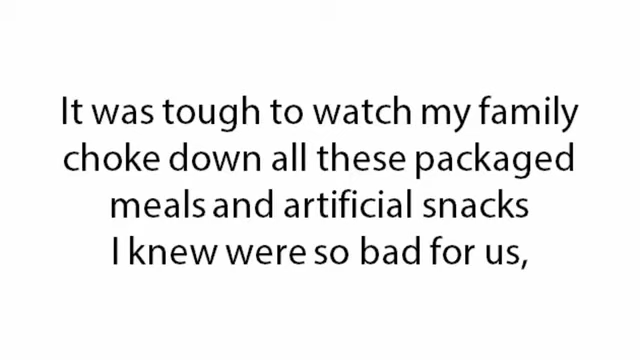 It was tough to watch my family
choke down all these packaged
meals and artificial snacks
I knew were so bad for us,